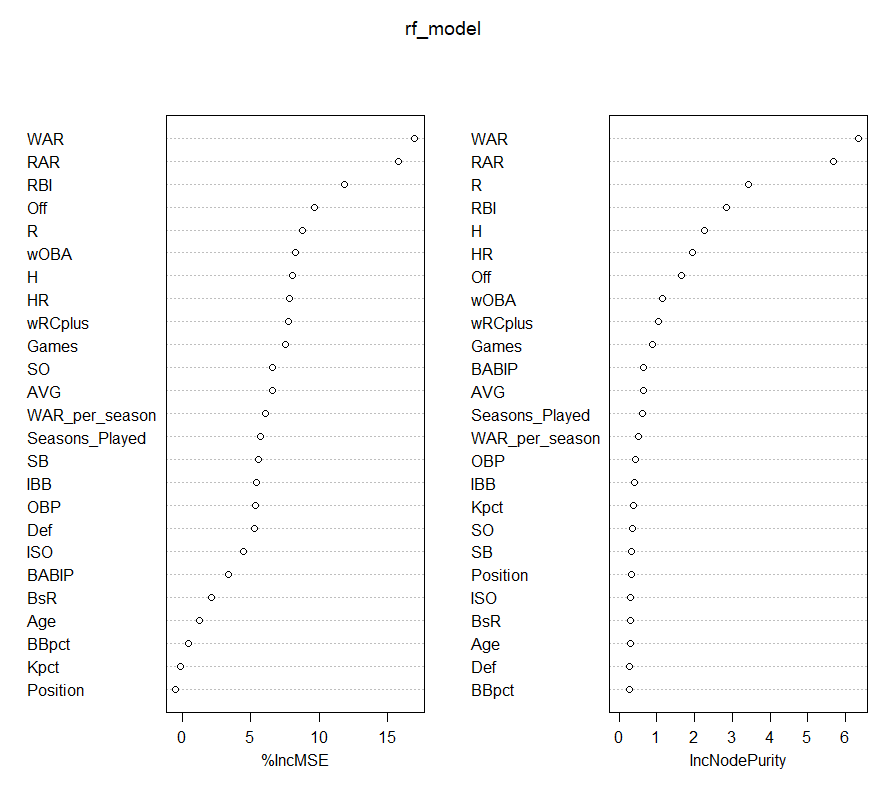 rf_model
WAR
RAR
RBI
Off
R
wOBA
H
HR
wRCplus
Games
SO
AVG
WAR_per_season
Seasons_Played
SB
IBB
OBP
Def
ISO
BABIP
BsR
Age
BBpct
Kpct
Position
0 5 10 15
%IncMSE
WAR
RAR
R
RBI
H
HR
Off
wOBA
wRCplus
Games
BABIP
AVG
Seasons_Played
WAR_per_season
OBP
IBB
Kpct
SO
SB
Position
ISO
BsR
Age
Def
BBpct
0 1 2 3 4 5 6
IncNodePurity